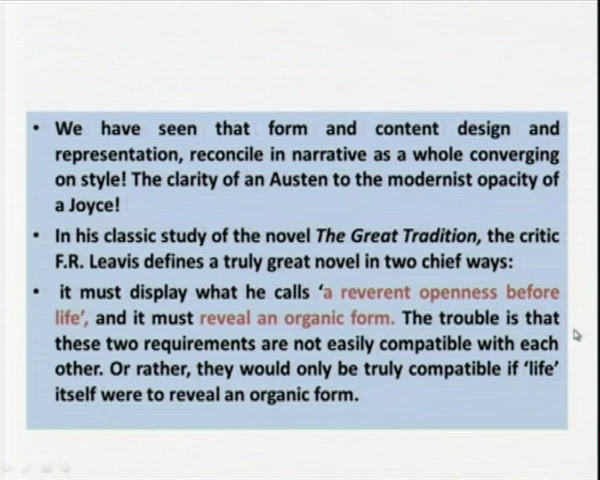 • We have seen that form and content design and
representation, reconcile in narrative as a whole converging
on style! The clarity of an Austen to the modernist opacity of
a Joyce!
• In his classic study of the novel The Great Tradition, the critic
F.R. Leavis defines a truly great novel in two chief ways:
• it must display what he calls ‘a reverent openness before
life’, and it must reveal an organic form. The trouble is that
these two requirements are not easily compatible with each
other. Or rather, they would only be truly compatible if ‘life’
itself were to reveal an organic form.